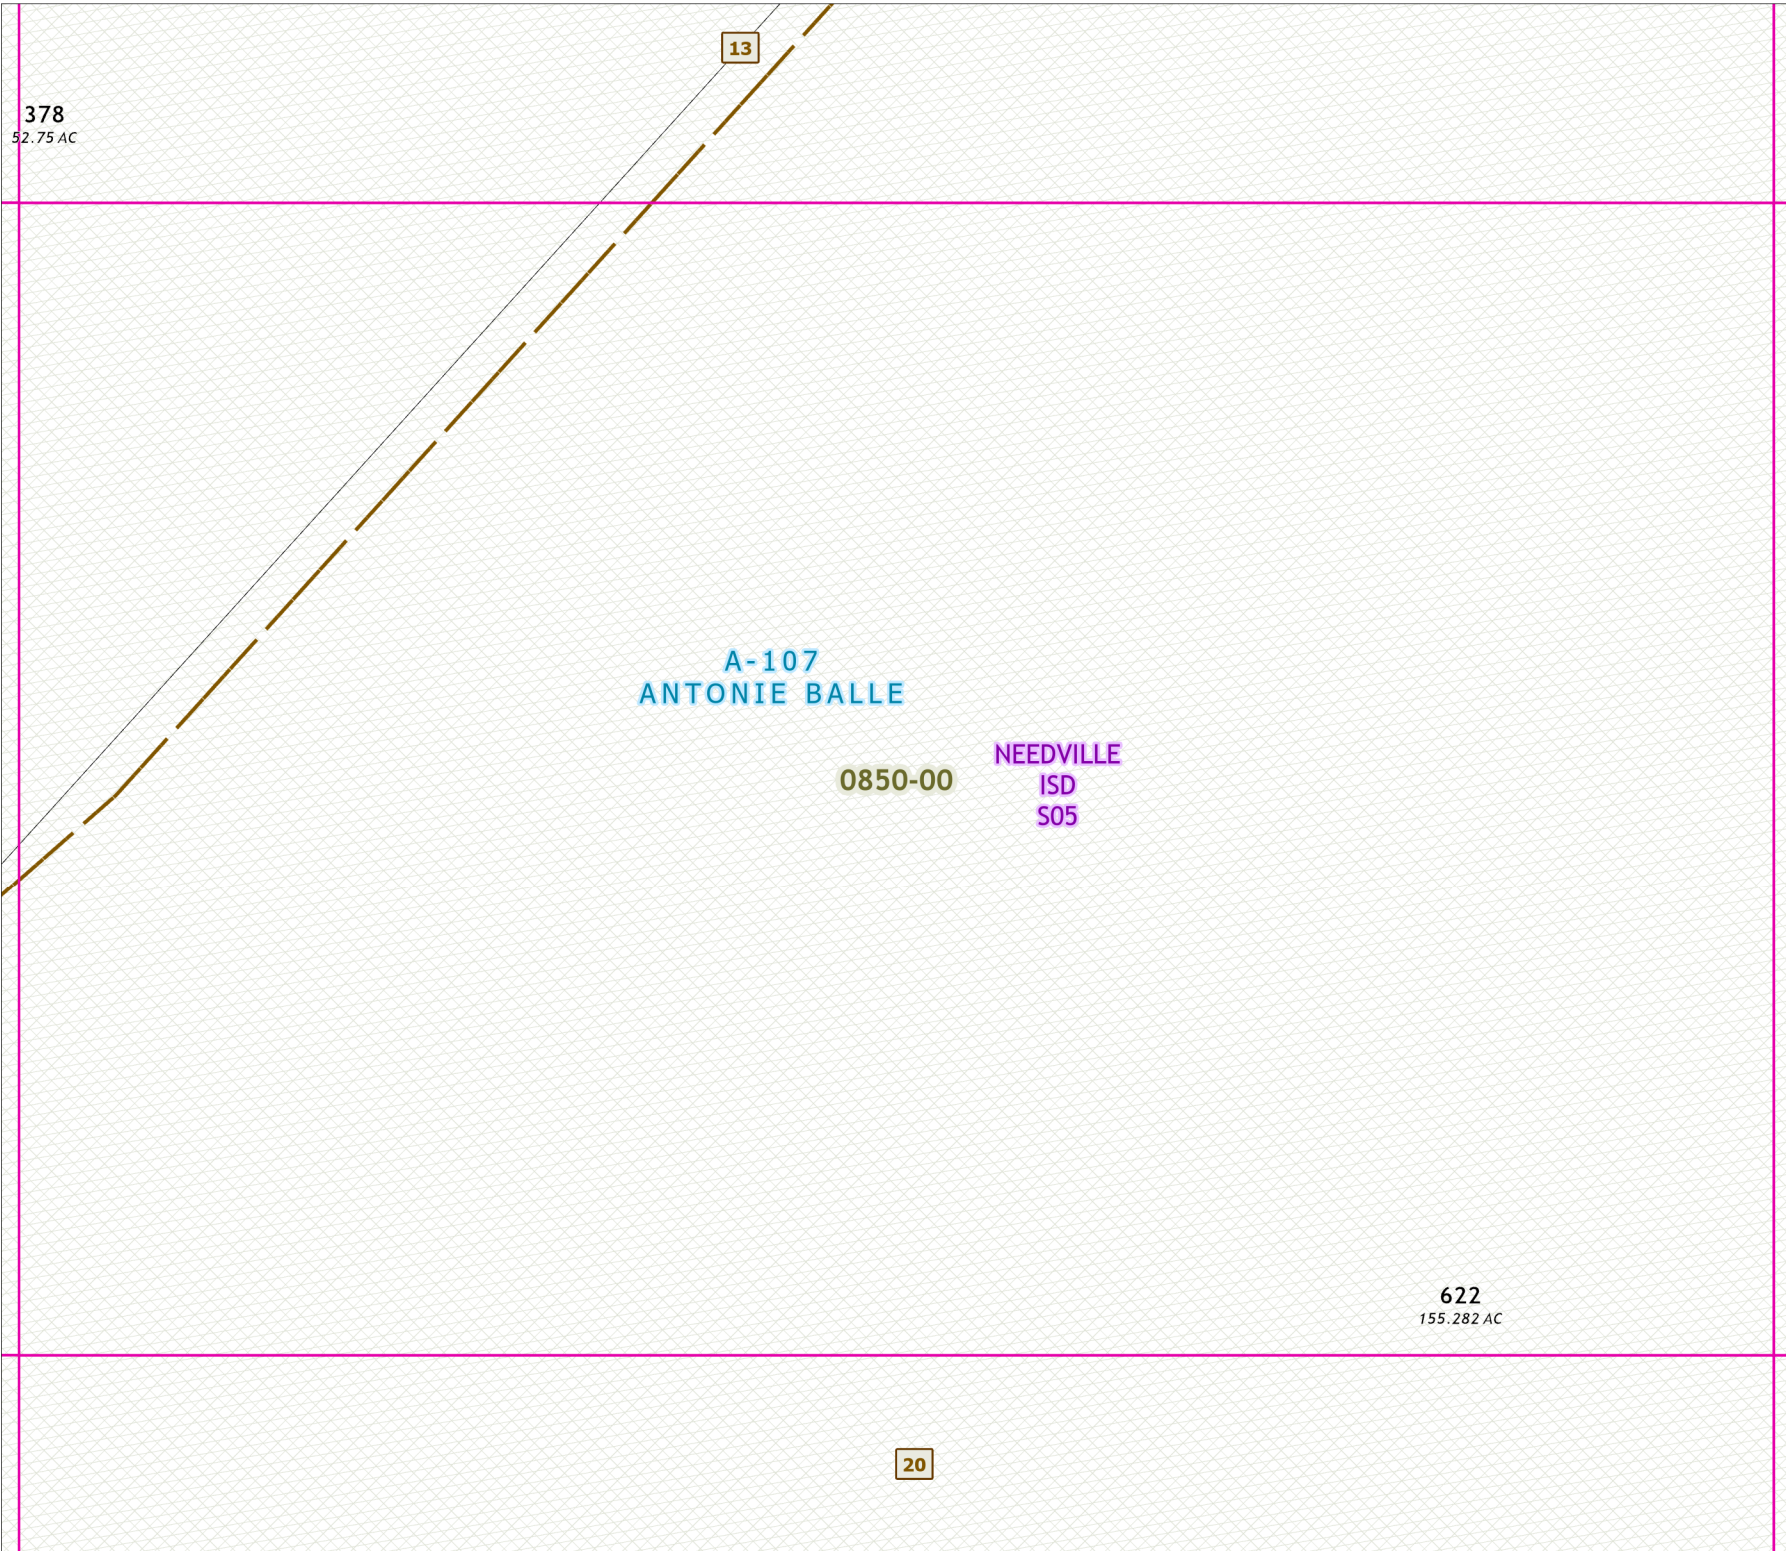 13
378
52.75 AC
A-107
ANTONIE BALLE
NEEDVILLE
ISD
S05
0850-00
622
155.282 AC
20